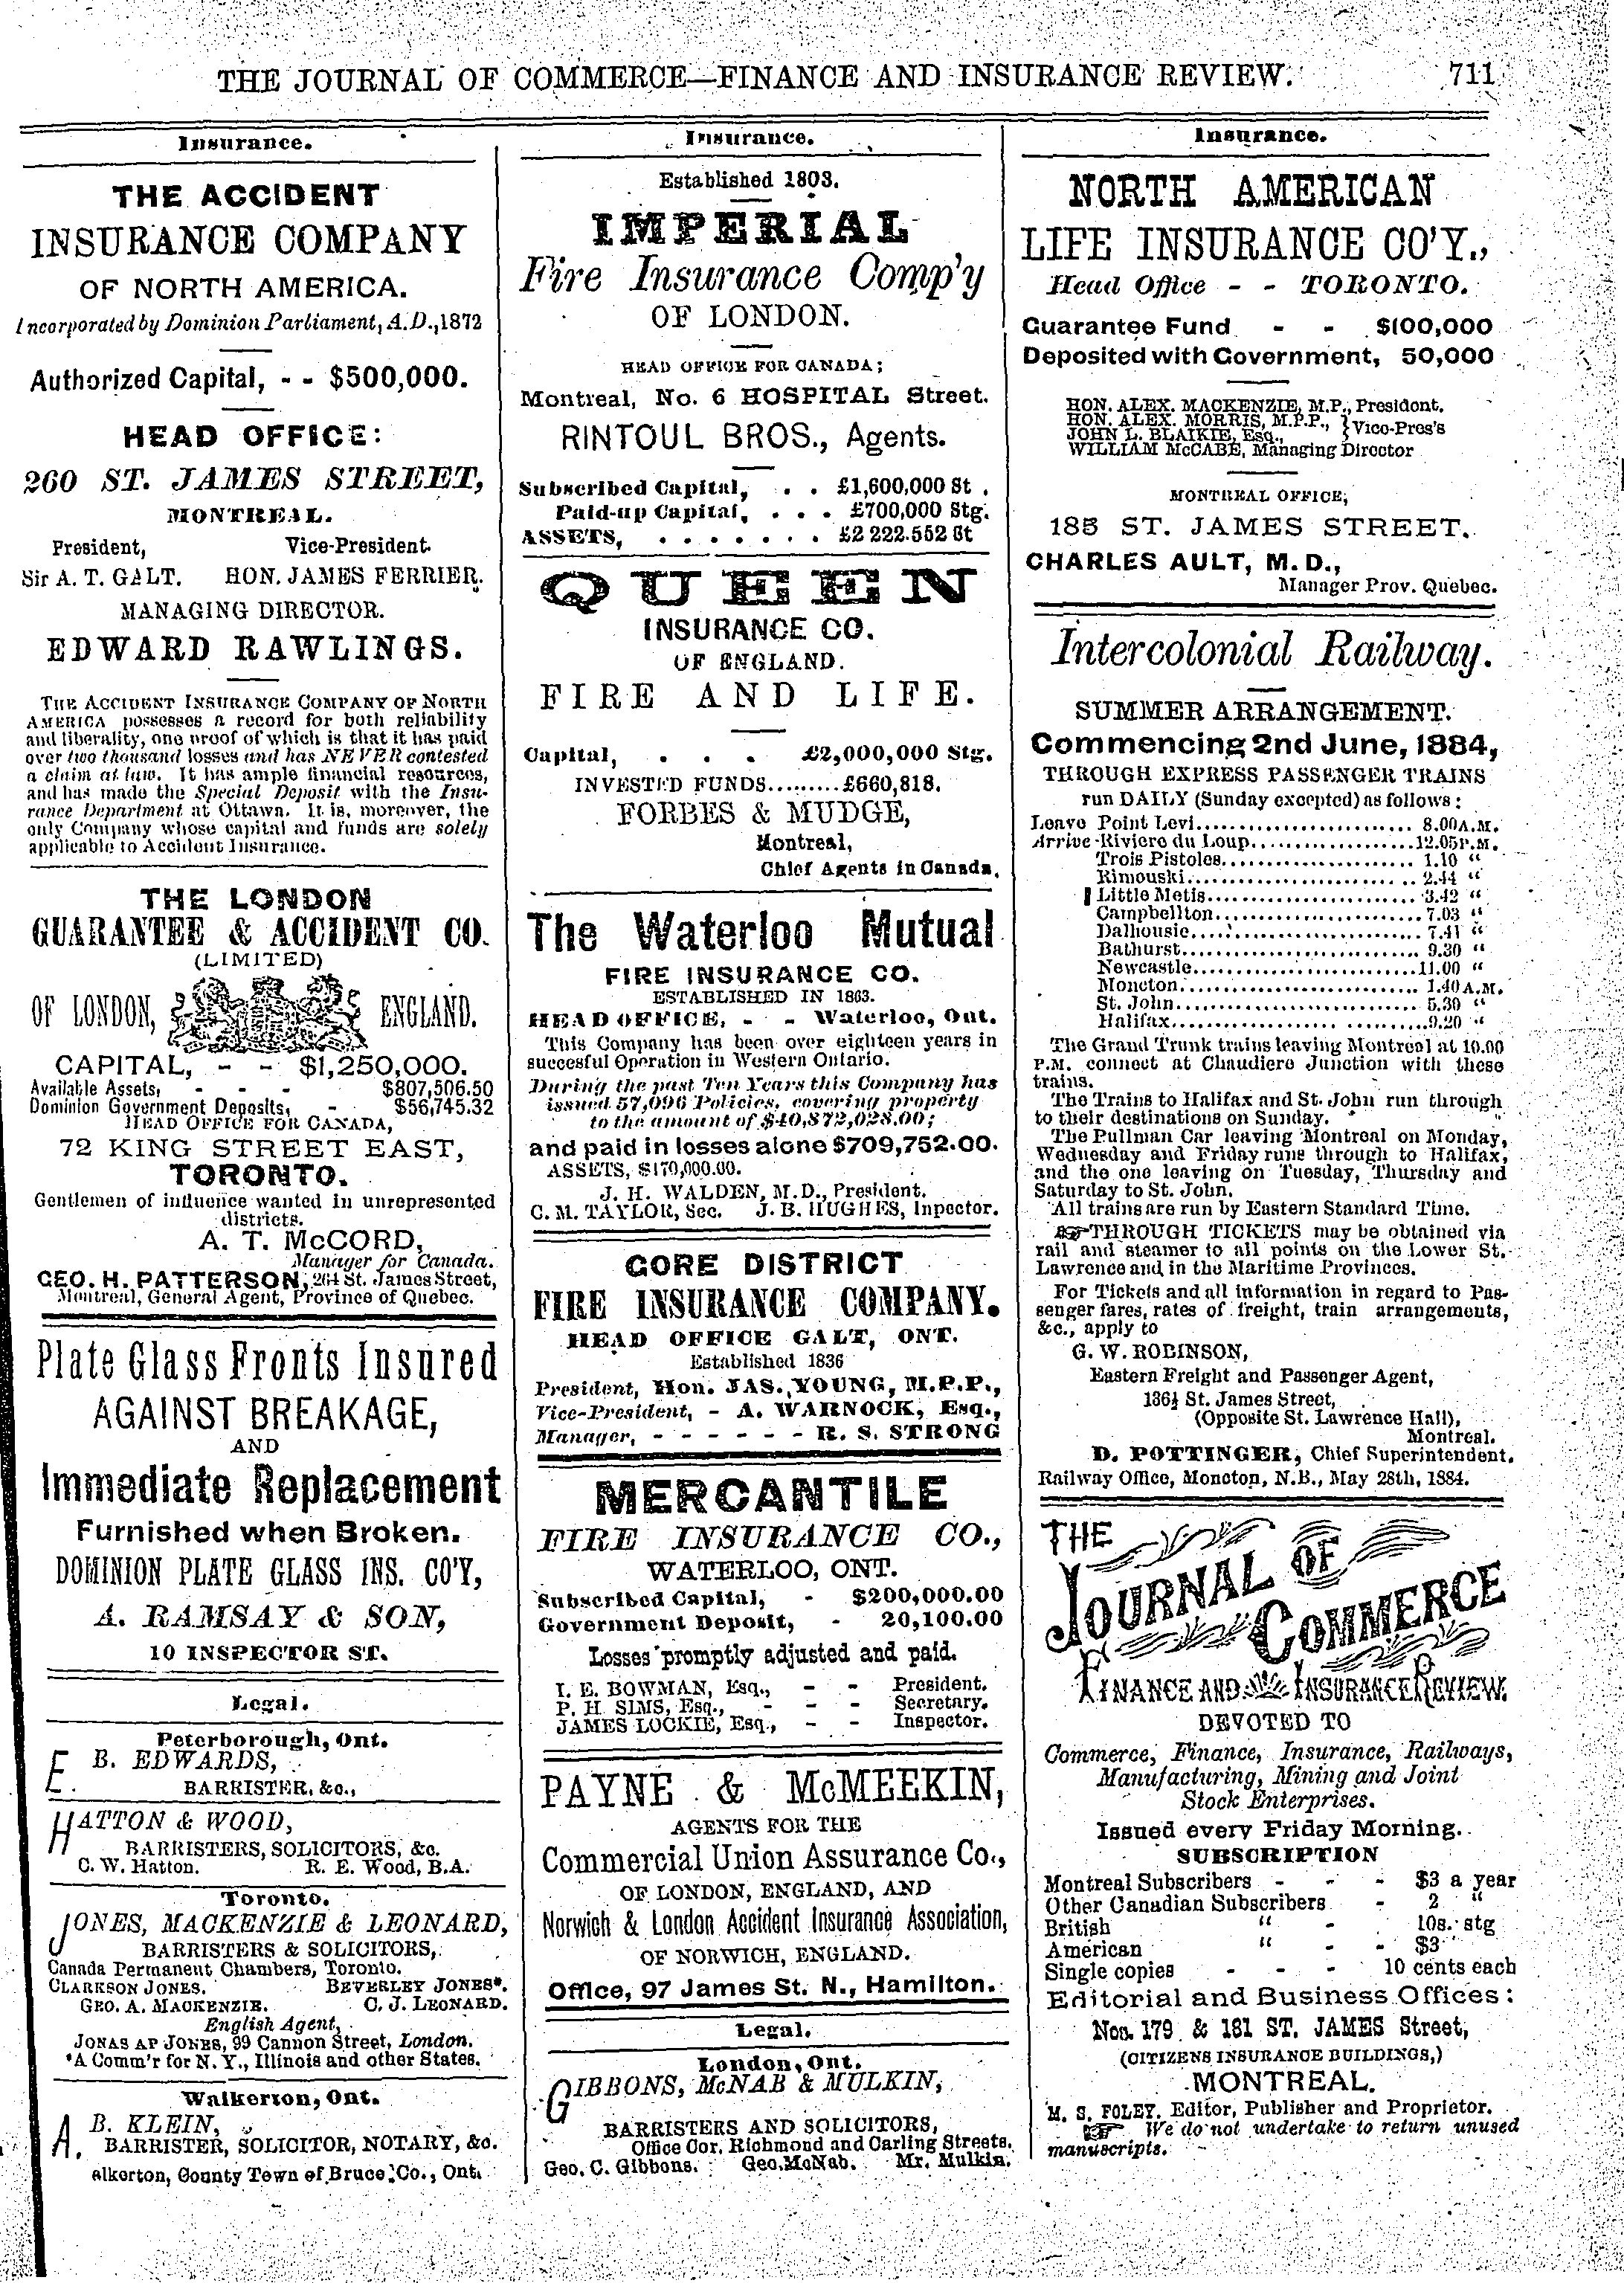 THE JOURNAL OF COMMERCE—FINANCE AND INSURANCE REVIEW. 711
Insurance.
THE ACCIDENT
INSURANCE COMPANY
OF NORTH AMERICA.
Incorporated by Dominion Parliament, A.D., 1872
Authorized Capital, - - $500,000.
HEAD OFFICE:
260 ST. JAMES STREET,
MONTREAL.
President, Vice-President.
Sir A. T. GALT. HON. JAMES FERRIER.
MANAGING DIRECTOR.
EDWARD RAWLINGS.
THE ACCIDENT INSURANCE COMPANY OF NORTH
AMERICA possesses a record for both reliability
and liberality, one proof of which is that it has paid
over two thousand losses and has NEVER contested
a claim at law. It has ample financial resources,
and has made the Special Deposit with the Insu-
rance Department at Ottawa. It is, moreover, the
only Company whose capital and funds are solely
applicable to Accident Insurance.
THE LONDON
GUARANTEE & ACCIDENT CO.
(LIMITED)
OF LONDON, ENGLAND.
CAPITAL, - - $1,250,000.
Available Assets, - - - $807,506.50
Dominion Government Deposits, - $56,745.32
HEAD OFFICE FOR CANADA,
72 KING STREET EAST,
TORONTO.
Gentlemen of influence wanted in unrepresented
districts.
A. T. McCORD,
Manager for Canada.
GEO. H. PATTERSON, 264 St. James Street,
Montreal, General Agent, Province of Quebec.
Plate Glass Fronts Insured
AGAINST BREAKAGE,
AND
Immediate Replacement
Furnished when Broken.
DOMINION PLATE GLASS INS. CO'Y,
A. RAMSAY & SON,
10 INSPECTOR ST.
Legal.
Peterborough, Ont.
E. B. EDWARDS,
BARRISTER, &c.,
HATTON & WOOD,
BARRISTERS, SOLICITORS, &c.
C. W. Hatton. R. E. Wood, B.A.
Toronto.
JONES, MACKENZIE & LEONARD,
BARRISTERS & SOLICITORS,
Canada Permanent Chambers, Toronto.
CLARKSON JONES. BEVERLEY JONES*.
GEO. A. MACKENZIE. C. J. LEONARD.
English Agent,
JONAS AP JONES, 99 Cannon Street, London.
*A Comm'r for N. Y., Illinois and other States.
Walkerton, Ont.
A. B. KLEIN,
BARRISTER, SOLICITOR, NOTARY, &c.
alkerton, County Town of Bruce Co., Ont.
Insurance.
Established 1803.
IMPERIAL
Fire Insurance Comp'y
OF LONDON.
HEAD OFFICE FOR CANADA;
Montreal, No. 6 HOSPITAL Street.
RINTOUL BROS., Agents.
Subscribed Capital, . . £1,600,000 St .
Paid-up Capital, . . . £700,000 Stg.
ASSETS, . . . . . . . £2 222.552 St
QUEEN
INSURANCE CO.
OF ENGLAND.
FIRE AND LIFE.
Capital, . . . £2,000,000 Stg.
INVESTED FUNDS.........£660,818.
FORBES & MUDGE,
Montreal,
Chief Agents in Canada.
The Waterloo Mutual
FIRE INSURANCE CO.
ESTABLISHED IN 1863.
HEAD OFFICE, - - Waterloo, Ont.
This Company has been over eighteen years in
succesful Operation in Western Ontario.
During the past Ten Years this Company has
issued 57,096 Policies, covering property
to the amount of $40,872,028.00;
and paid in losses alone $709,752.00.
ASSETS, $170,000.00.
J. H. WALDEN, M.D., President.
C. M. TAYLOR, Sec. J. B. HUGHES, Inpector.
GORE DISTRICT
FIRE INSURANCE COMPANY.
HEAD OFFICE GALT, ONT.
Established 1836
President, Hon. JAS. YOUNG, M.P.P.,
Vice-President, - A. WARNOCK, Esq.,
Manager, - - - - - - R. S. STRONG
MERCANTILE
FIRE INSURANCE CO.,
WATERLOO, ONT.
Subscribed Capital, - $200,000.00
Government Deposit, - 20,100.00
Losses promptly adjusted and paid.
I. E. BOWMAN, Esq., - - President.
P. H. SIMS, Esq., - - - Secretary.
JAMES LOCKIE, Esq., - - Inspector.
PAYNE & McMEEKIN,
AGENTS FOR THE
Commercial Union Assurance Co.,
OF LONDON, ENGLAND, AND
Norwich & London Accident Insurance Association,
OF NORWICH, ENGLAND.
Office, 97 James St. N., Hamilton.
Legal.
London, Ont.
GIBBONS, McNAB & MULKIN,
BARRISTERS AND SOLICITORS,
Office Cor. Richmond and Carling Streets.
Geo. C. Gibbons. Geo. McNab. Mr. Mulkin.
Insurance.
NORTH AMERICAN
LIFE INSURANCE CO'Y.,
Head Office - - TORONTO.
Guarantee Fund - - $100,000
Deposited with Government, 50,000
HON. ALEX. MACKENZIE, M.P., President.
HON. ALEX. MORRIS, M.P.P., } Vice-Pres's
JOHN L. BLAIKIE, Esq.,
WILLIAM McCABE, Managing Director
MONTREAL OFFICE,
185 ST. JAMES STREET.
CHARLES AULT, M.D.,
Manager Prov. Quebec.
Intercolonial Railway.
SUMMER ARRANGEMENT.
Commencing 2nd June, 1884,
THROUGH EXPRESS PASSENGER TRAINS
run DAILY (Sunday excepted) as follows:
Leave Point Levi........................ 8.00 A.M.
Arrive Riviere du Loup..................12.05 P.M.
Trois Pistoles..................... 1.10 "
Rimouski........................... 2.44 "
Little Metis........................ 3.42 "
Campbellton....................... 7.03 "
Dalhousie.......................... 7.41 "
Bathurst........................... 9.30 "
Newcastle.........................11.00 "
Moncton........................... 1.40 A.M.
St. John............................ 5.30 "
Halifax............................9.20 "
The Grand Trunk trains leaving Montreal at 10.00
P.M. connect at Chaudiere Junction with these
trains.
The Trains to Halifax and St. John run through
to their destinations on Sunday.
The Pullman Car leaving Montreal on Monday,
Wednesday and Friday runs through to Halifax,
and the one leaving on Tuesday, Thursday and
Saturday to St. John.
All trains are run by Eastern Standard Time.
☞THROUGH TICKETS may be obtained via
rail and steamer to all points on the Lower St.
Lawrence and in the Maritime Provinces.
For Tickets and all information in regard to Pas-
senger fares, rates of freight, train arrangements,
&c., apply to
G. W. ROBINSON,
Eastern Freight and Passenger Agent,
136½ St. James Street,
(Opposite St. Lawrence Hall),
Montreal.
D. POTTINGER, Chief Superintendent.
Railway Office, Moncton, N.B., May 28th, 1884.
THE
JOURNAL OF
COMMERCE
FINANCE AND INSURANCE REVIEW.
DEVOTED TO
Commerce, Finance, Insurance, Railways,
Manufacturing, Mining and Joint
Stock Enterprises.
Issued every Friday Morning.
SUBSCRIPTION
Montreal Subscribers - - - $3 a year
Other Canadian Subscribers - 2 "
British " - 10s. stg
American " - - $3
Single copies - - - 10 cents each
Editorial and Business Offices:
Nos. 179 & 181 ST. JAMES Street,
(CITIZENS INSURANCE BUILDINGS,)
MONTREAL.
M. S. FOLEY, Editor, Publisher and Proprietor.
☞ We do not undertake to return unused
manuscripts.